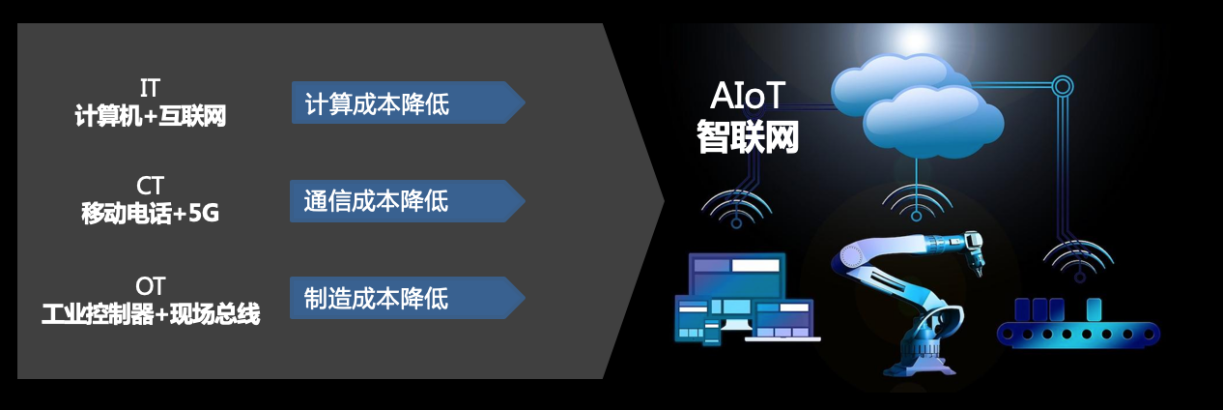 IT
计算机+互联网
计算成本降低
CT
移动电话+5G
通信成本降低
OT
工业控制器+现场总线
制造成本降低
AIoT
智联网